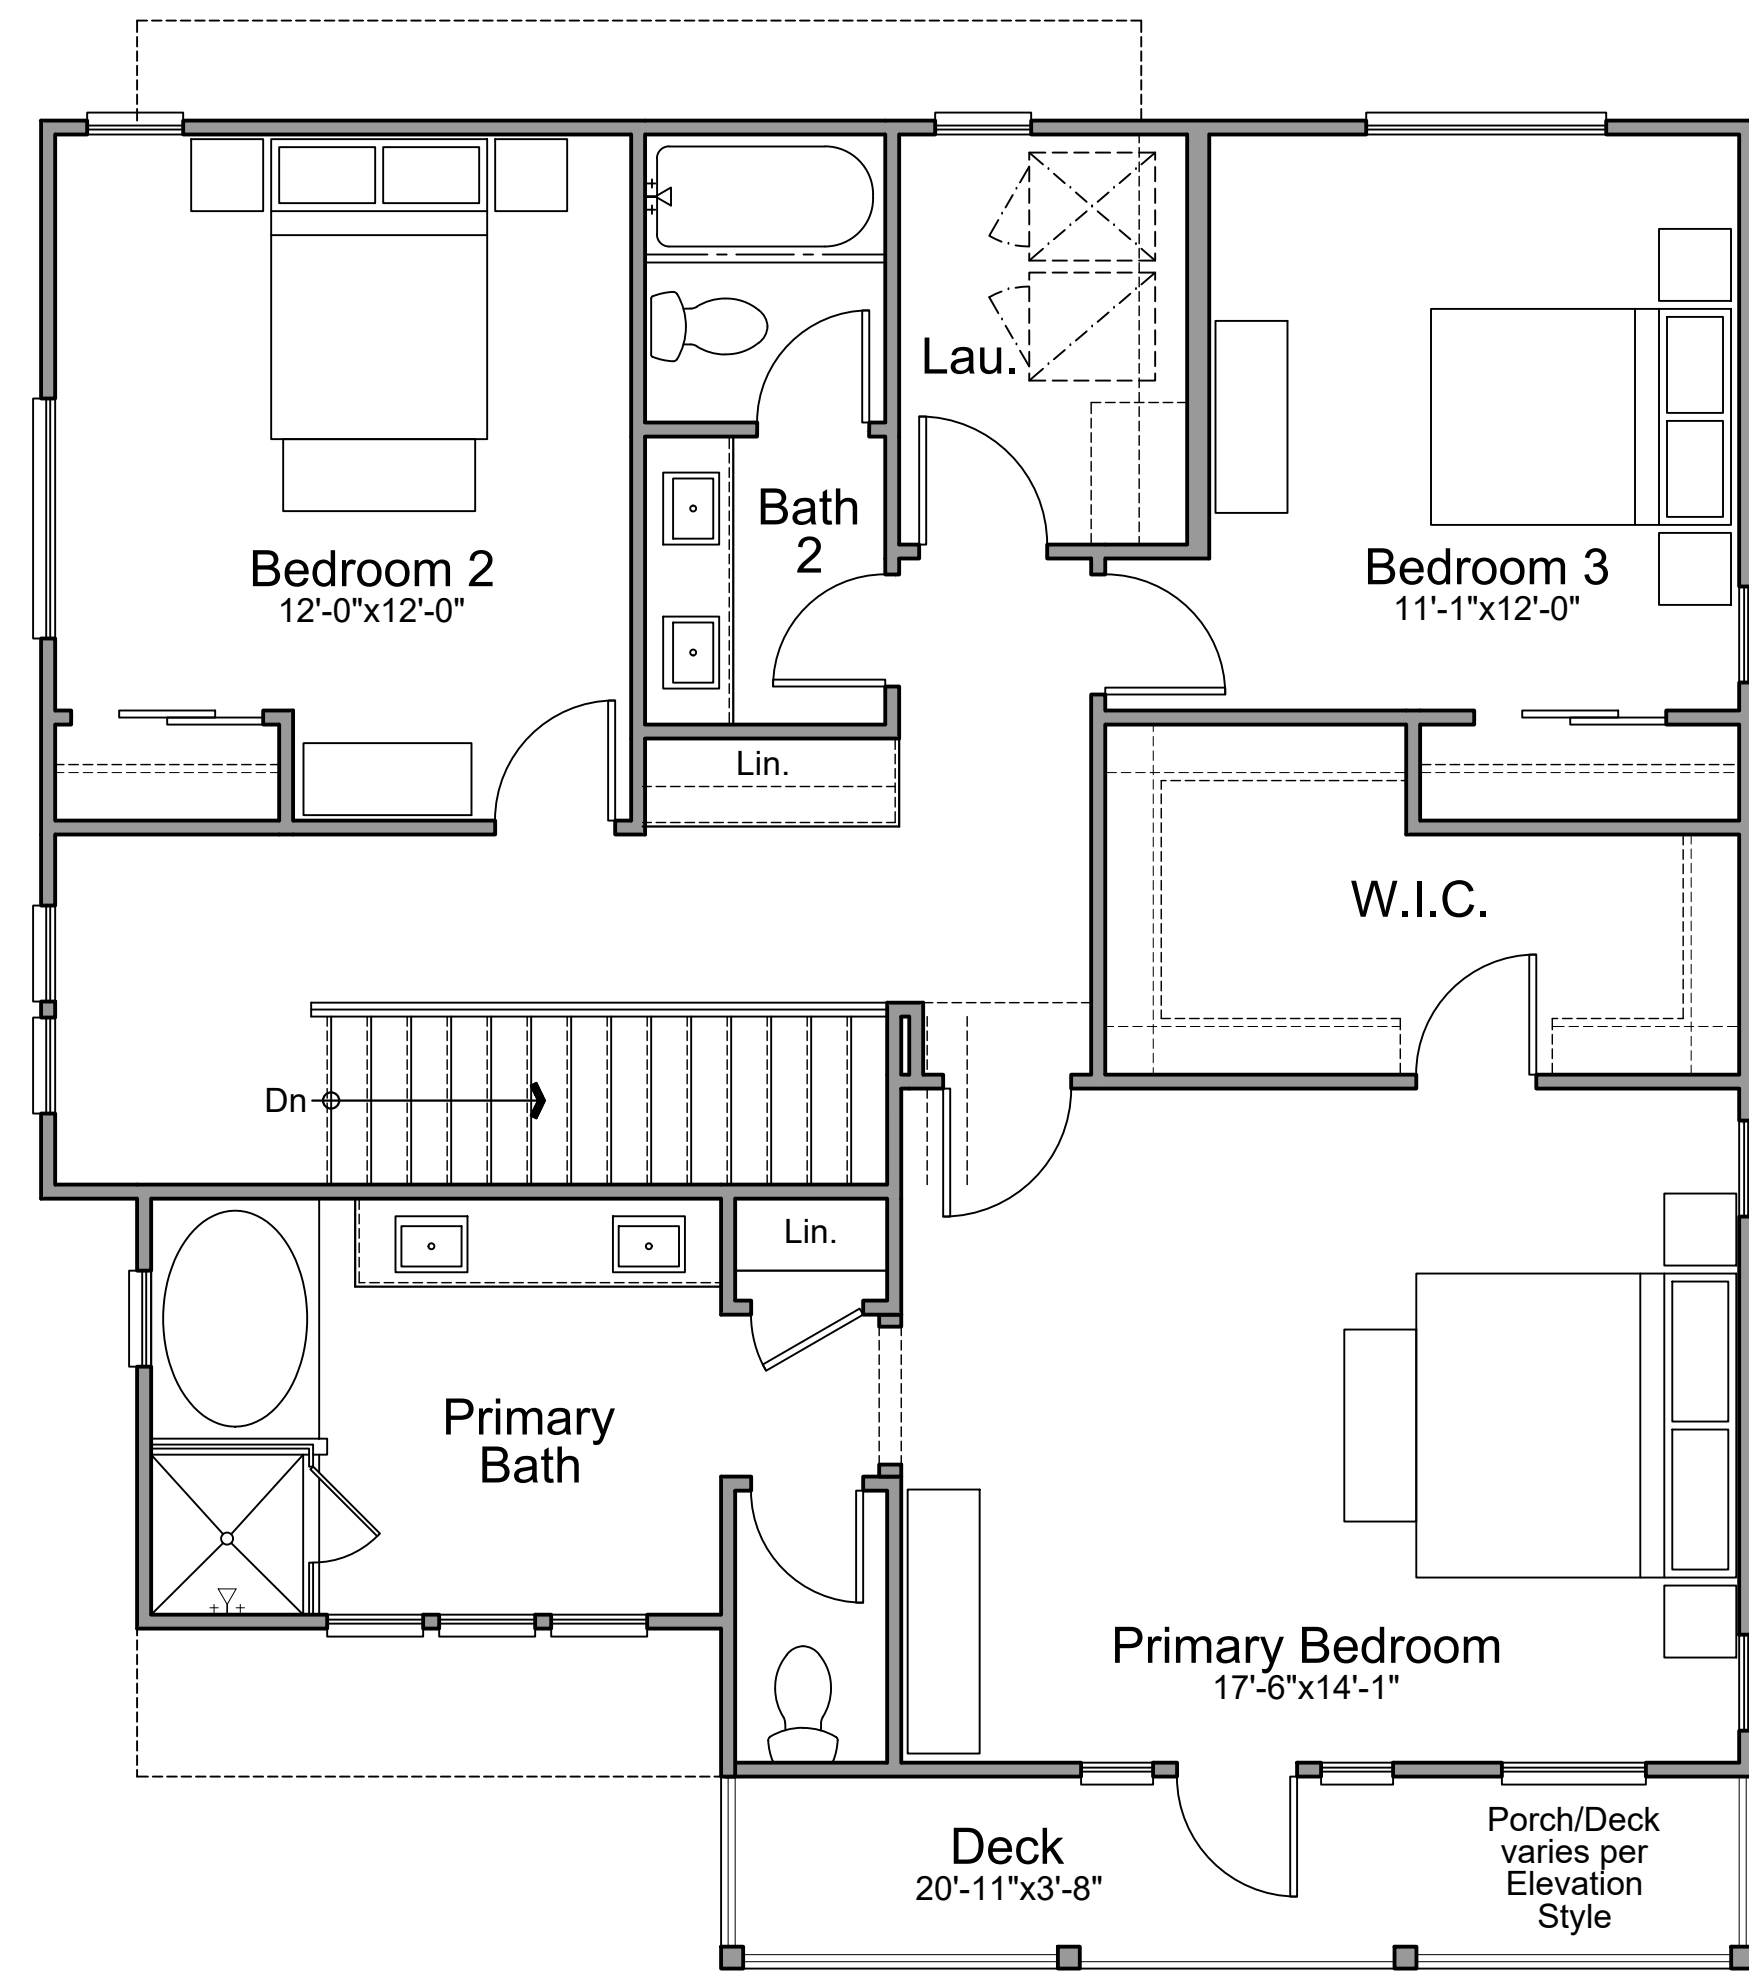 Lau.
Bath
2
Bedroom 2
12'-0"x12'-0"
Bedroom 3
11'-1"x12'-0"
Lin.
W.I.C.
Dn
Lin.
Primary
Bath
Primary Bedroom
17'-6"x14'-1"
Deck
20'-11"x3'-8"
Porch/Deck
varies per
Elevation
Style